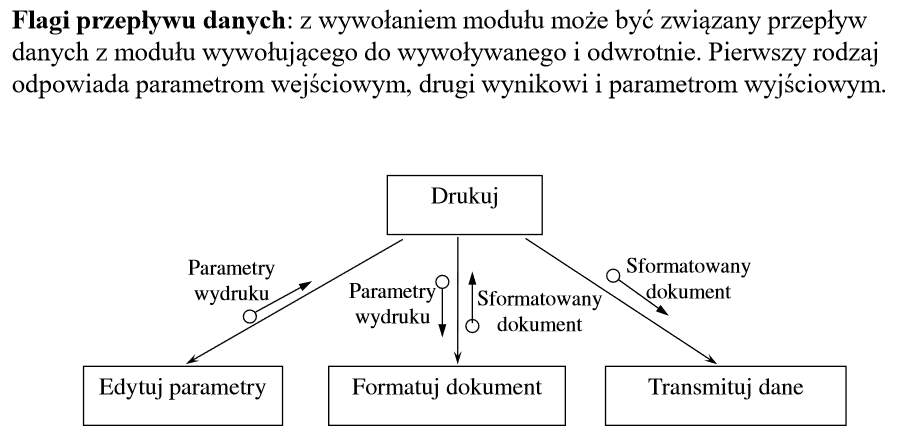 Flagi przepływu danych: z wywołaniem modułu może być związany przepływ
danych z modułu wywołującego do wywoływanego i odwrotnie. Pierwszy rodzaj
odpowiada parametrom wejściowym, drugi wynikowi i parametrom wyjściowym.
Drukuj
Parametry
wydruku
Parametry
wydruku
Sformatowany
dokument
Sformatowany
dokument
Edytuj parametry
Formatuj dokument
Transmituj dane